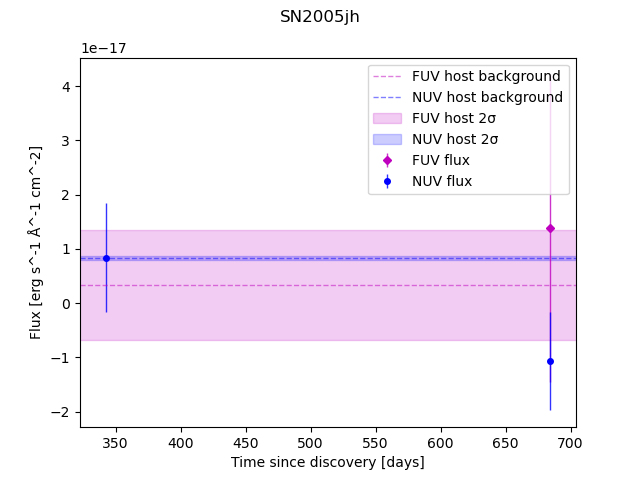 SN2005jh
1e−17
FUV host background
NUV host background
FUV host 2σ
NUV host 2σ
FUV flux
NUV flux
4
3
2
1
0
−1
−2
Flux [erg s^-1 Å^-1 cm^-2]
350
400
450
500
550
600
650
700
Time since discovery [days]